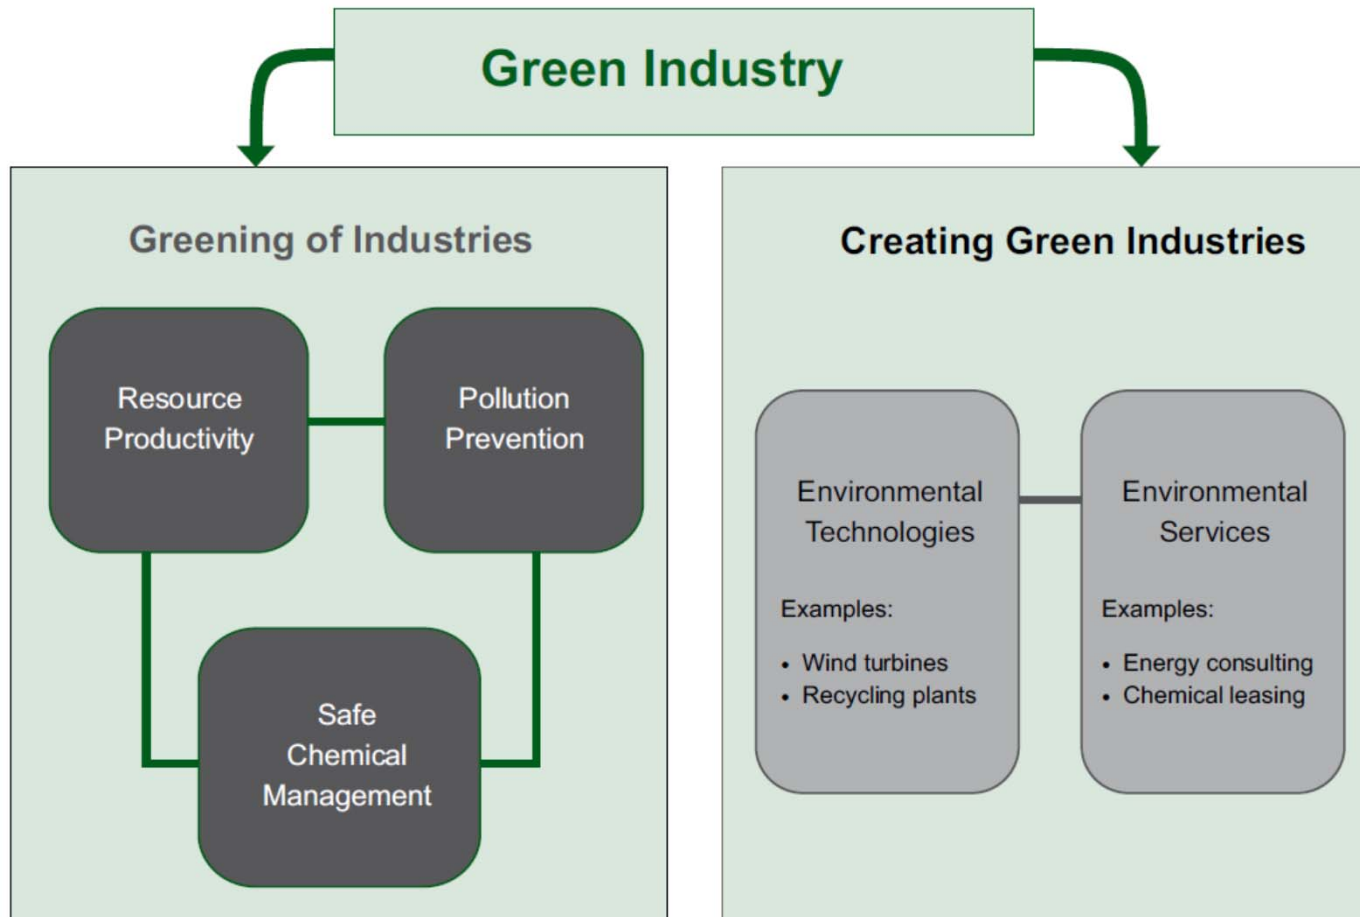 Green Industry
Greening of Industries
Resource
Productivity
Pollution
Prevention
Safe
Chemical
Management
Creating Green Industries
Environmental
Technologies
Examples:
• Wind turbines
• Recycling plants
Environmental
Services
Examples:
• Energy consulting
• Chemical leasing